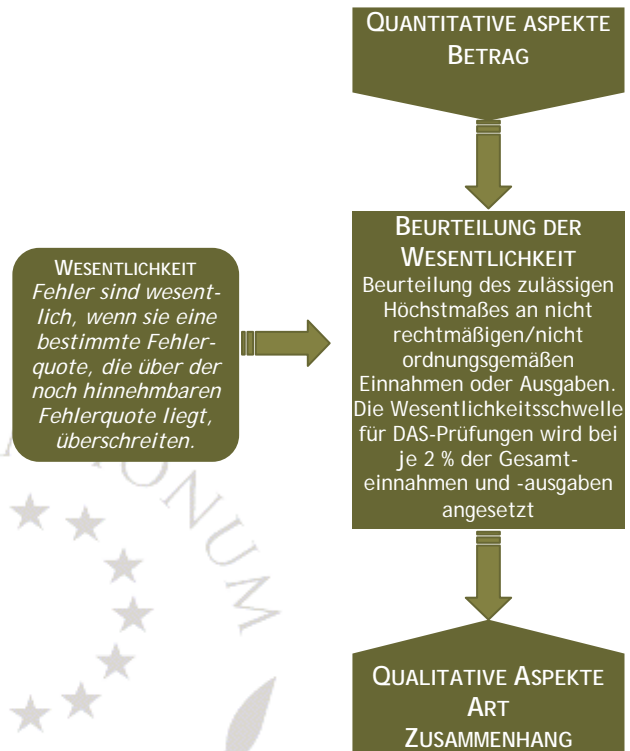 QUANTITATIVE ASPEKTE
BETRAG
WESENTLICHKEIT
Fehler sind wesent-
lich, wenn sie eine
bestimmte Fehler-
quote, die über der
noch hinnehmbaren
Fehlerquote liegt,
überschreiten.
BEURTEILUNG DER
WESENTLICHKEIT
Beurteilung des zulässigen
Höchstmaßes an nicht
rechtmäßigen/nicht
ordnungsgemäßen
Einnahmen oder Ausgaben.
Die Wesentlichkeitsschwelle
für DAS-Prüfungen wird bei
je 2 % der Gesamt-
einnahmen und -ausgaben
angesetzt
QUALITATIVE ASPEKTE
ART
ZUSAMMENHANG